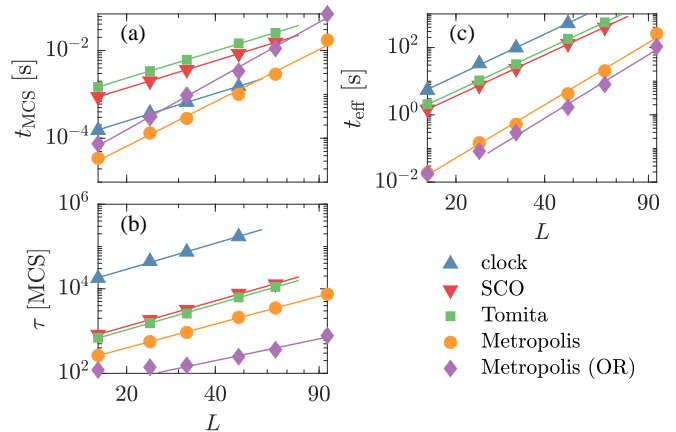 (a)
t_MCS [s]
10^-2
10^-4
(b)
τ [MCS]
10^6
10^4
10^2
20 40 90
L
(c)
t_eff [s]
10^2
10^0
10^-2
20 40 90
L
clock
SCO
Tomita
Metropolis
Metropolis (OR)